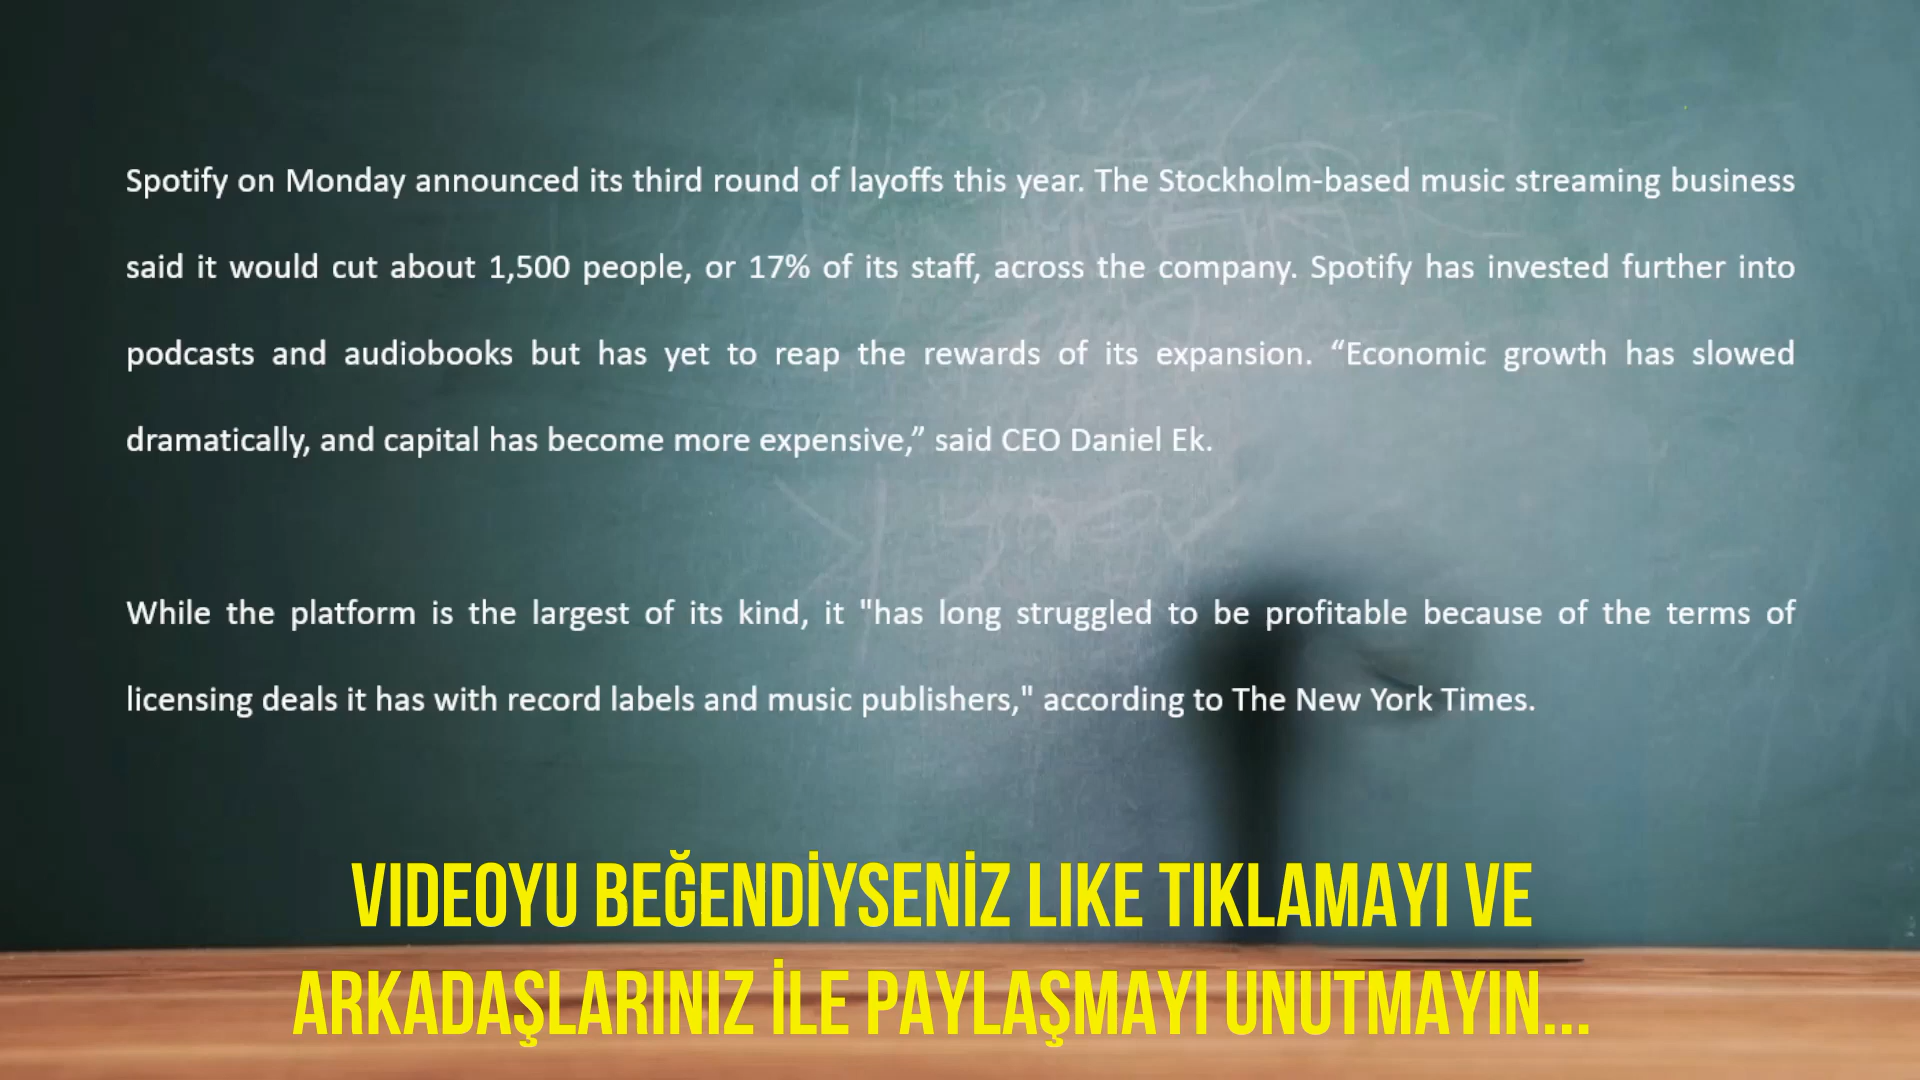 Spotify on Monday announced its third round of layoffs this year. The Stockholm-based music streaming business
said it would cut about 1,500 people, or 17% of its staff, across the company. Spotify has invested further into
podcasts and audiobooks but has yet to reap the rewards of its expansion. “Economic growth has slowed
dramatically, and capital has become more expensive,” said CEO Daniel Ek.
While the platform is the largest of its kind, it "has long struggled to be profitable because of the terms of
licensing deals it has with record labels and music publishers," according to The New York Times.
VIDEOYU BEĞENDİYSENİZ LIKE TIKLAMAYI VE
ARKADAŞLARINIZ İLE PAYLAŞMAYI UNUTMAYIN...